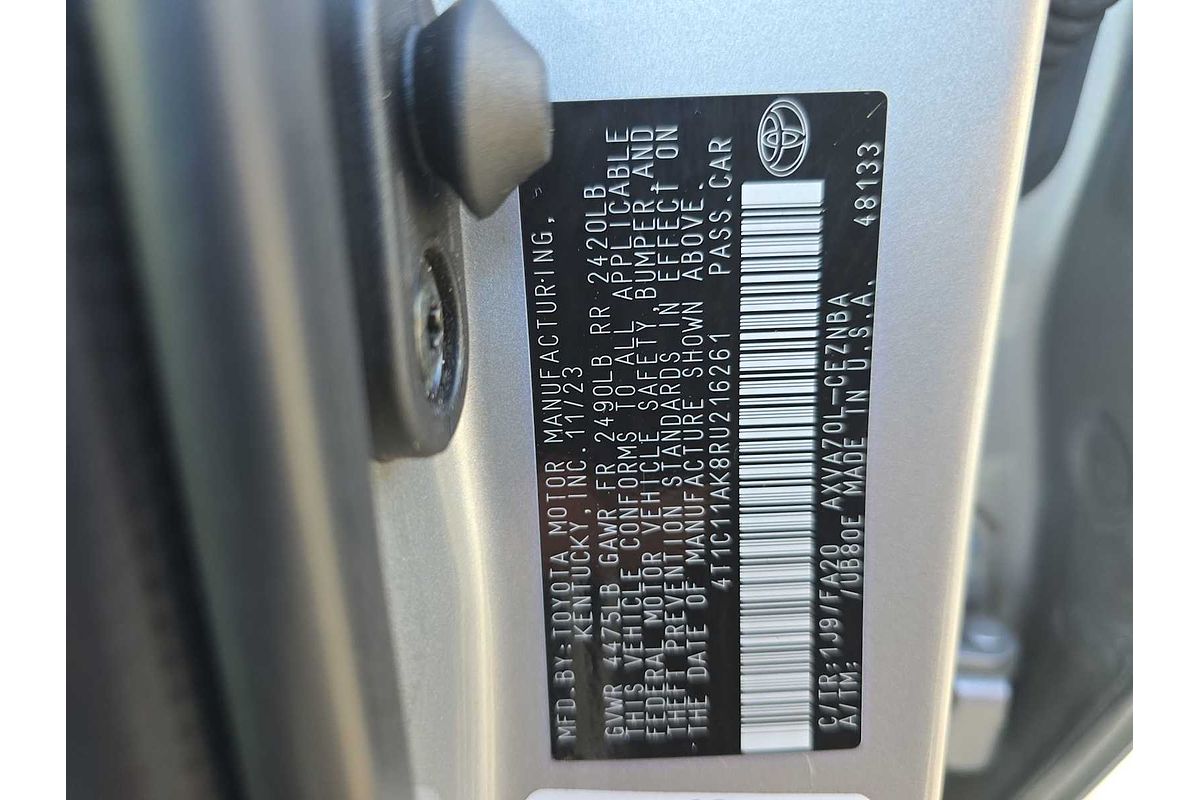 MFD.BY:TOYOTA MOTOR MANUFACTURING,
KENTUCKY, INC. 11/23
GVWR 4475LB GAWR FR 2490LB RR 2420LB
THIS VEHICLE CONFORMS TO ALL APPLICABLE
FEDERAL MOTOR VEHICLE SAFETY, BUMPER, AND
THEFT PREVENTION STANDARDS IN EFFECT ON
THE DATE OF MANUFACTURE SHOWN ABOVE.
4T1C11AK8RU216261 PASS.CAR
C/TR:1J9/FA20 AXVA70L-CEZNBA 48133
A/TM: /UB80E MADE IN U.S.A.